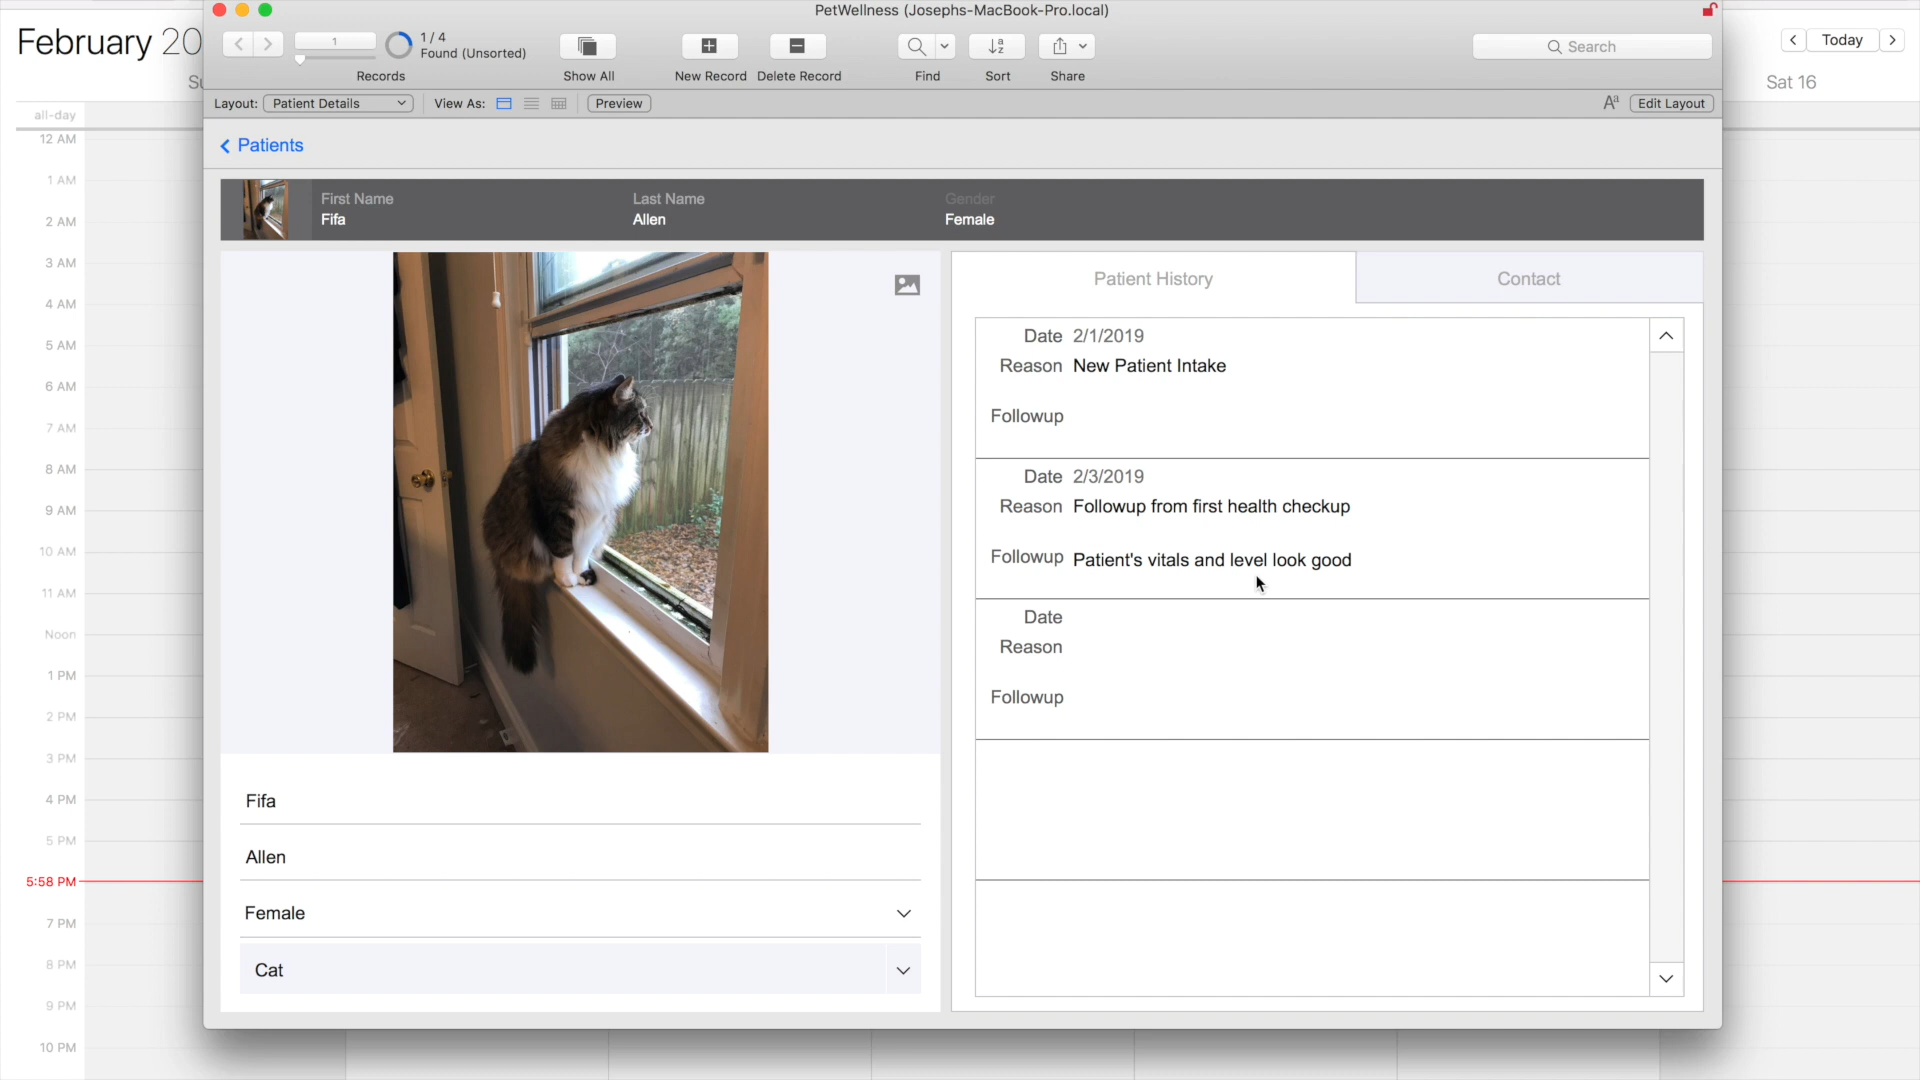 PetWellness (Josephs-MacBook-Pro.local)
1
1 / 4
Found (Unsorted)
Records
Show All
New Record
Delete Record
Find
Sort
Share
Search
Layout: Patient Details
View As:
Preview
Aa
Edit Layout
Patients
First Name
Fifa
Last Name
Allen
Gender
Female
Fifa
Allen
Female
Cat
Patient History
Contact
Date 2/1/2019
Reason New Patient Intake
Followup
Date 2/3/2019
Reason Followup from first health checkup
Followup Patient's vitals and level look good
Date
Reason
Followup
February 20
Su
Today
Sat 16
all-day
12 AM
1 AM
2 AM
3 AM
4 AM
5 AM
6 AM
7 AM
8 AM
9 AM
10 AM
11 AM
Noon
1 PM
2 PM
3 PM
4 PM
5 PM
5:58 PM
7 PM
8 PM
9 PM
10 PM